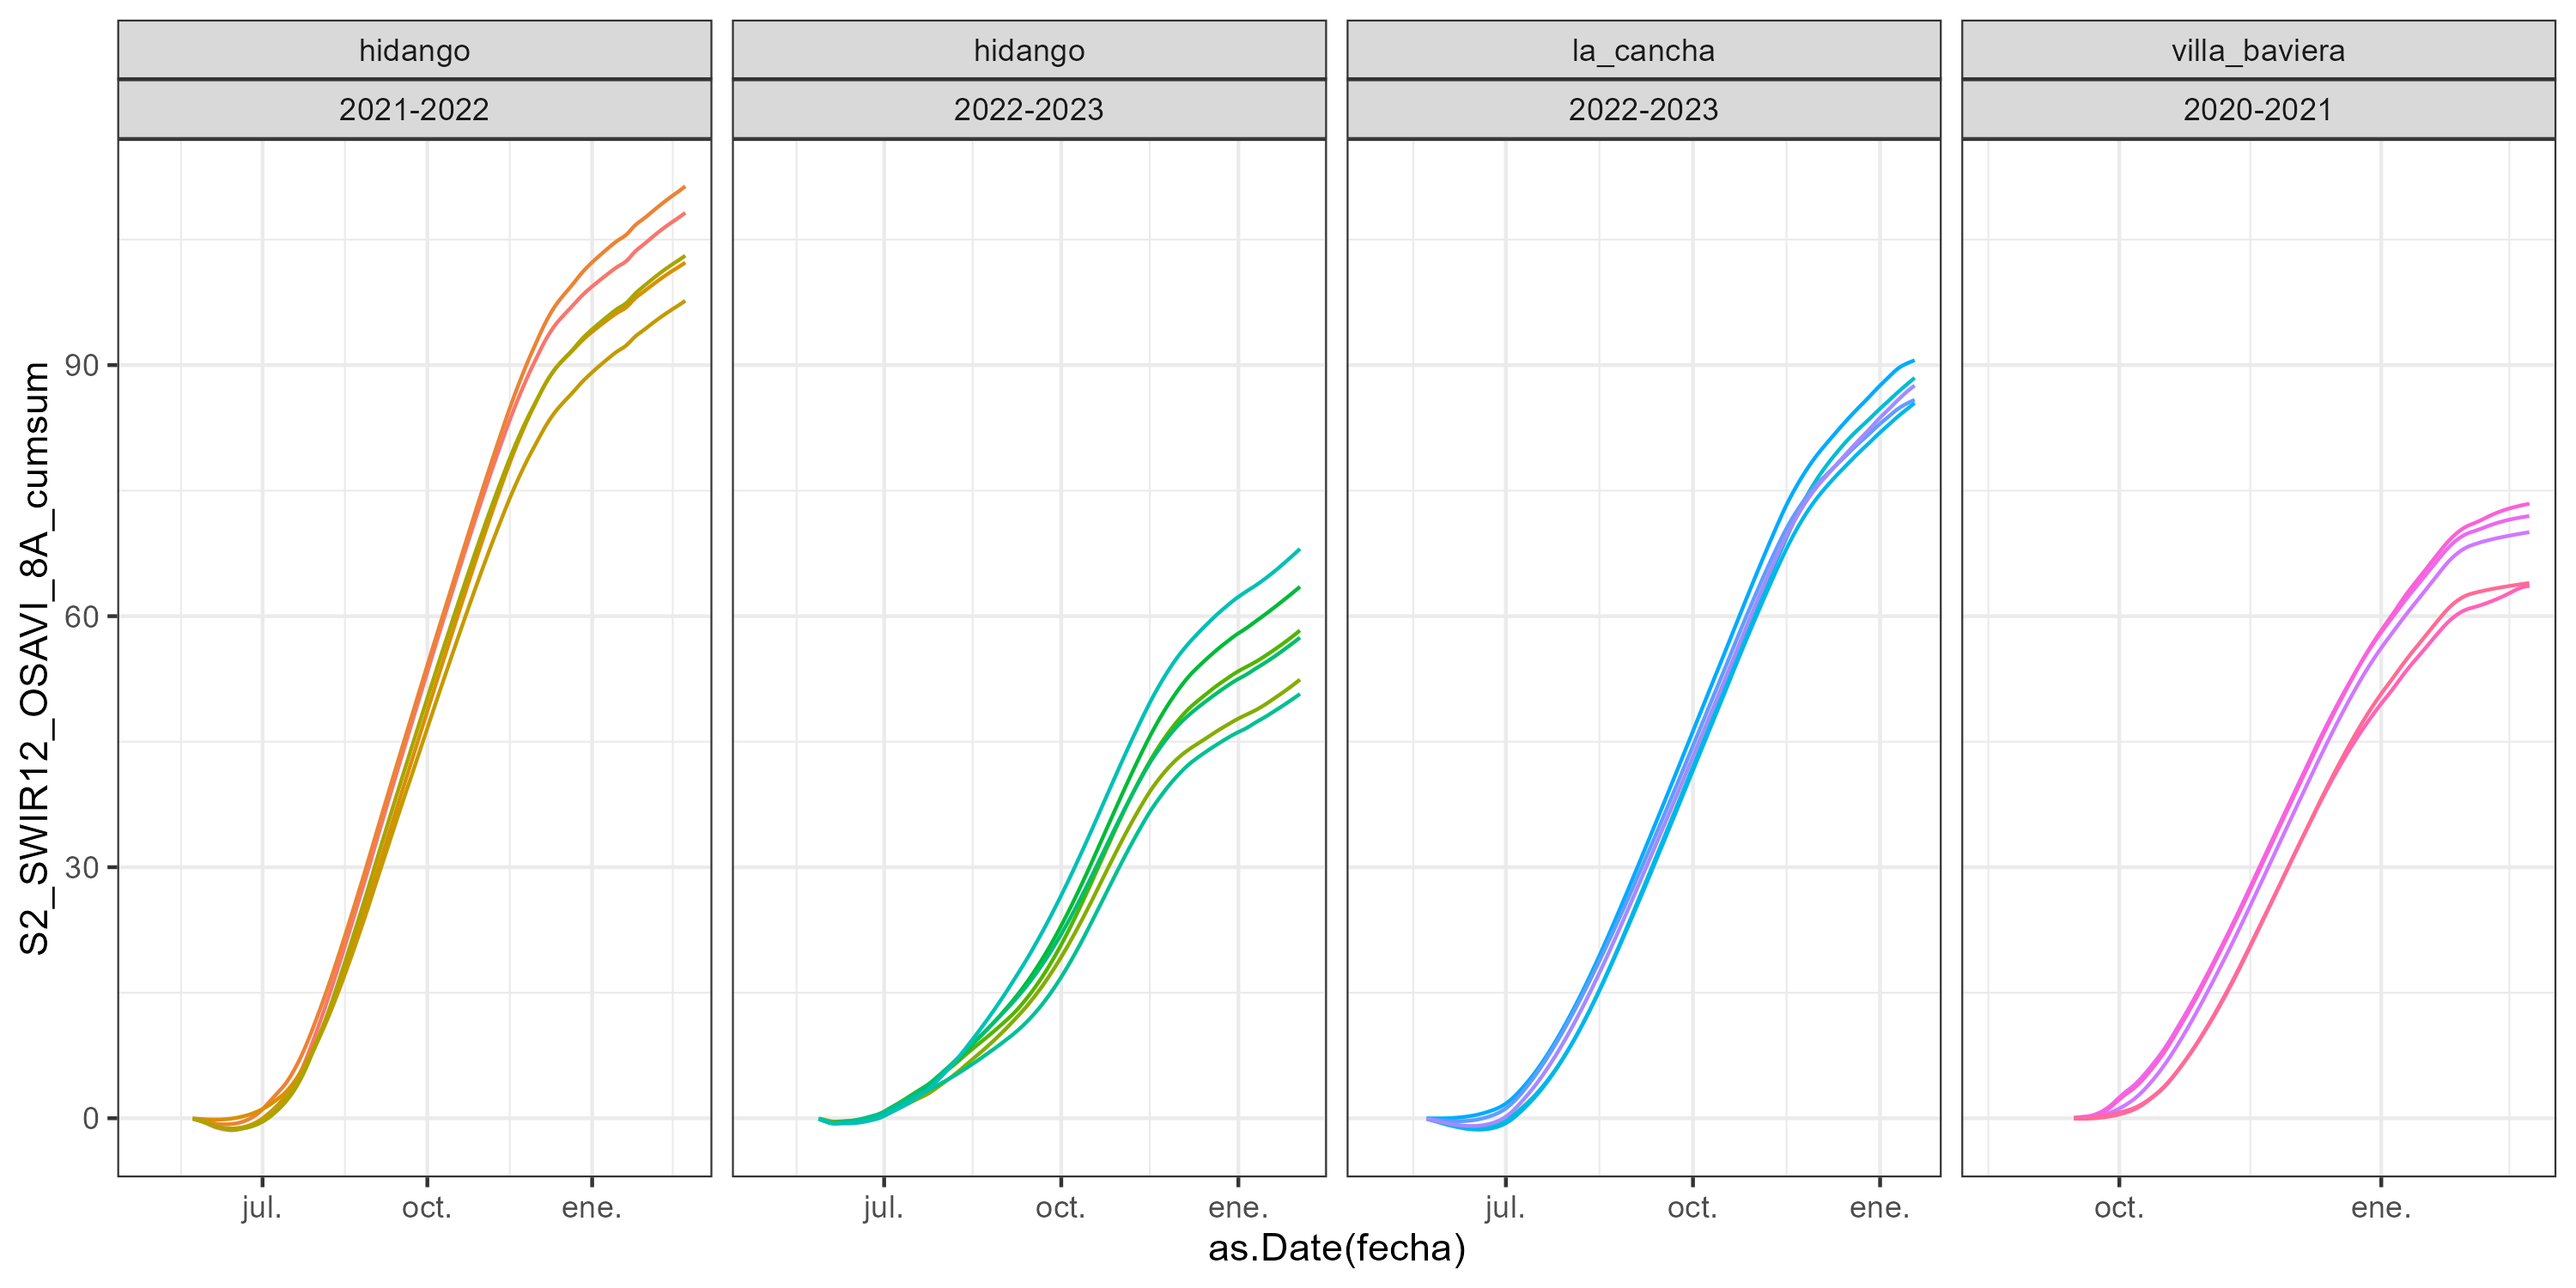 hidango
hidango
la_cancha
villa_baviera
2021-2022
2022-2023
2022-2023
2020-2021
S2_SWIR12_OSAVI_8A_cumsum
90
60
30
0
jul.
oct.
ene.
jul.
oct.
ene.
jul.
oct.
ene.
oct.
ene.
as.Date(fecha)